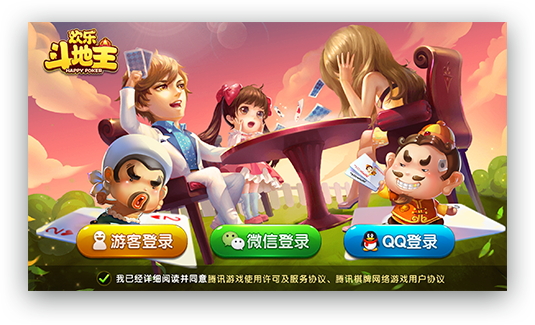 欢乐
斗地主
HAPPY POKER
游客登录
微信登录
QQ登录
我已经详细阅读并同意腾讯游戏使用许可及服务协议、腾讯棋牌网络游戏用户协议